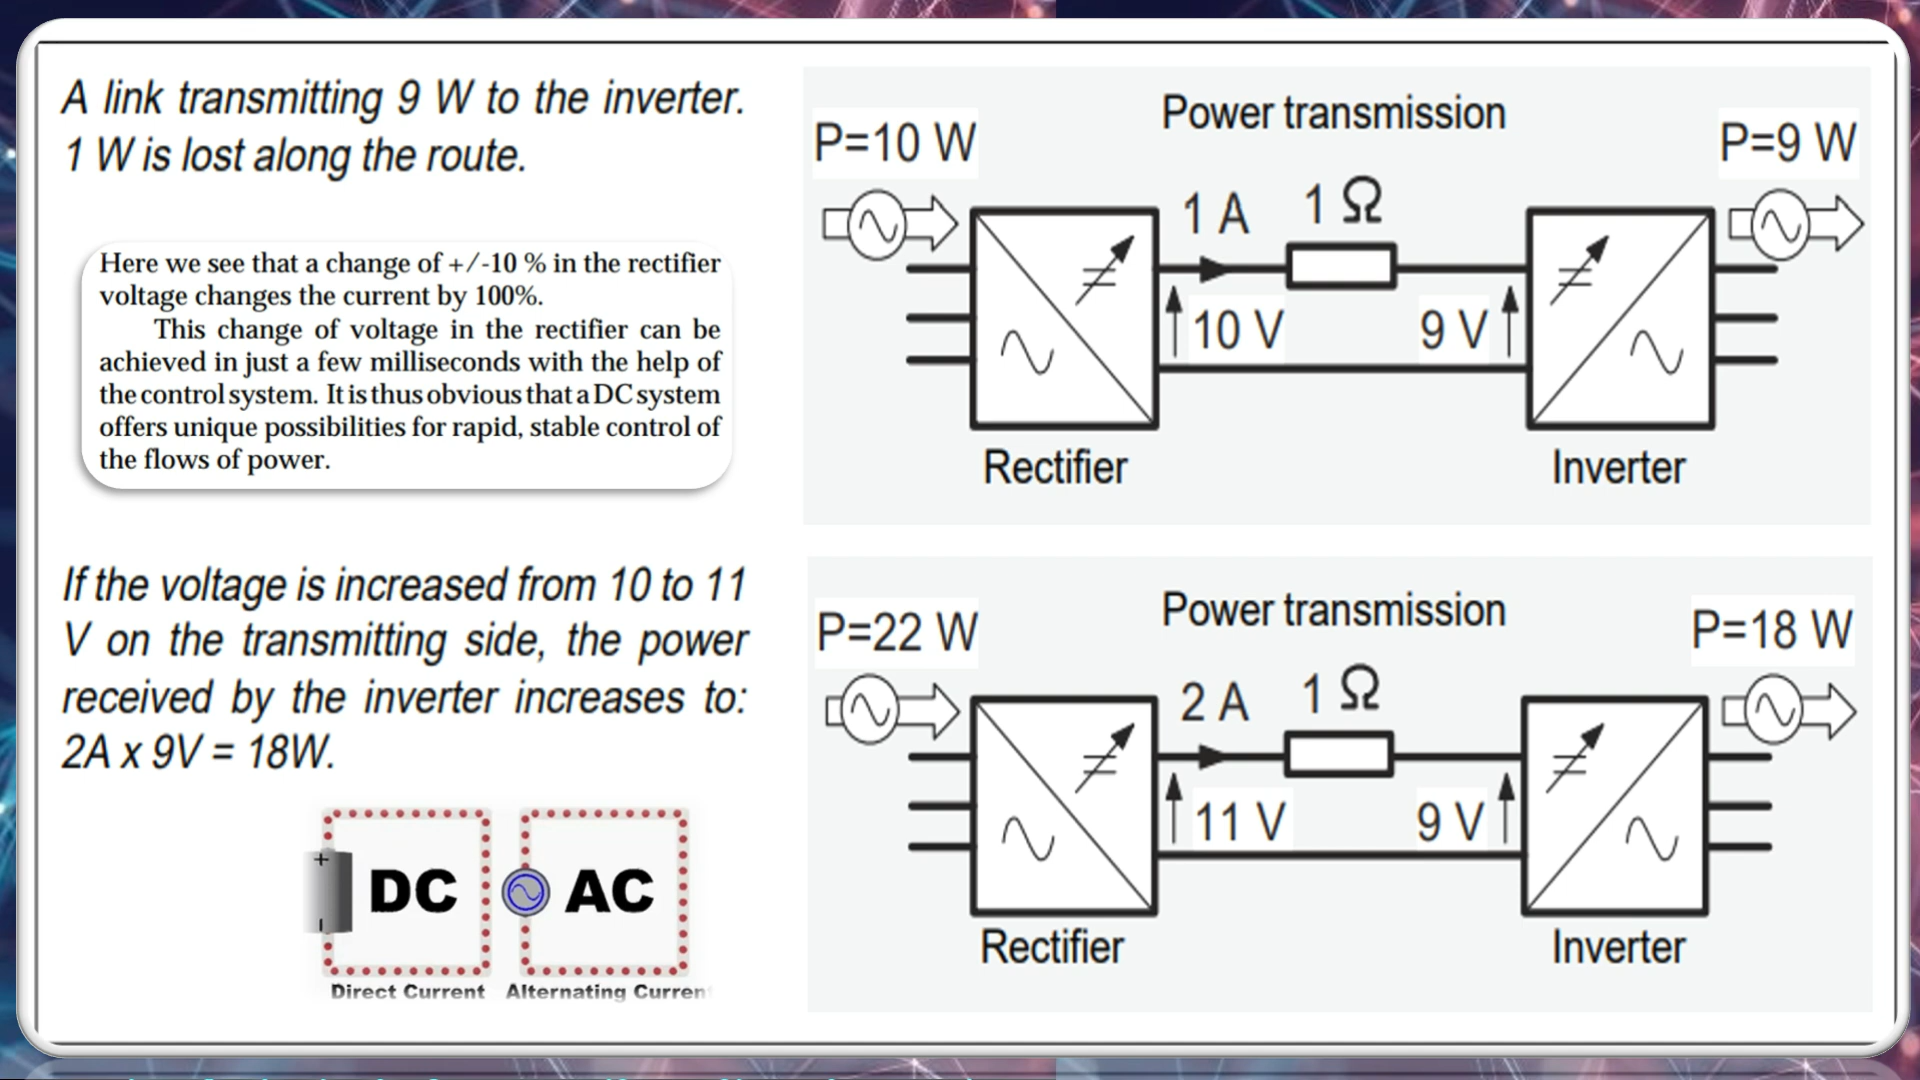 A link transmitting 9 W to the inverter.
1 W is lost along the route.
Here we see that a change of +/-10 % in the rectifier
voltage changes the current by 100%.
This change of voltage in the rectifier can be
achieved in just a few milliseconds with the help of
the control system. It is thus obvious that a DC system
offers unique possibilities for rapid, stable control of
the flows of power.
If the voltage is increased from 10 to 11
V on the transmitting side, the power
received by the inverter increases to:
2A x 9V = 18W.
+
DC
AC
Direct Current
Alternating Curren
Power transmission
P=10 W
P=9 W
1 A
1 Ω
10 V
9 V
Rectifier
Inverter
Power transmission
P=22 W
P=18 W
2 A
1 Ω
11 V
9 V
Rectifier
Inverter